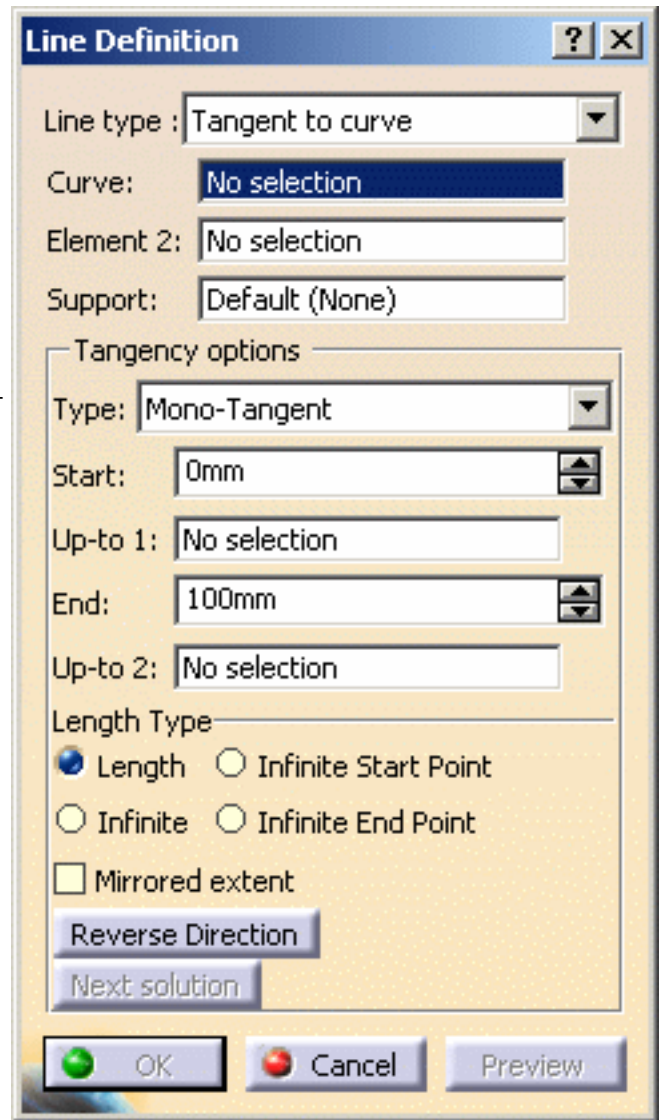 Line Definition
Line type : Tangent to curve
Curve: No selection
Element 2: No selection
Support: Default (None)
Tangency options
Type: Mono-Tangent
Start: 0mm
Up-to 1: No selection
End: 100mm
Up-to 2: No selection
Length Type
Length Infinite Start Point
Infinite Infinite End Point
Mirrored extent
Reverse Direction
Next solution
OK Cancel Preview